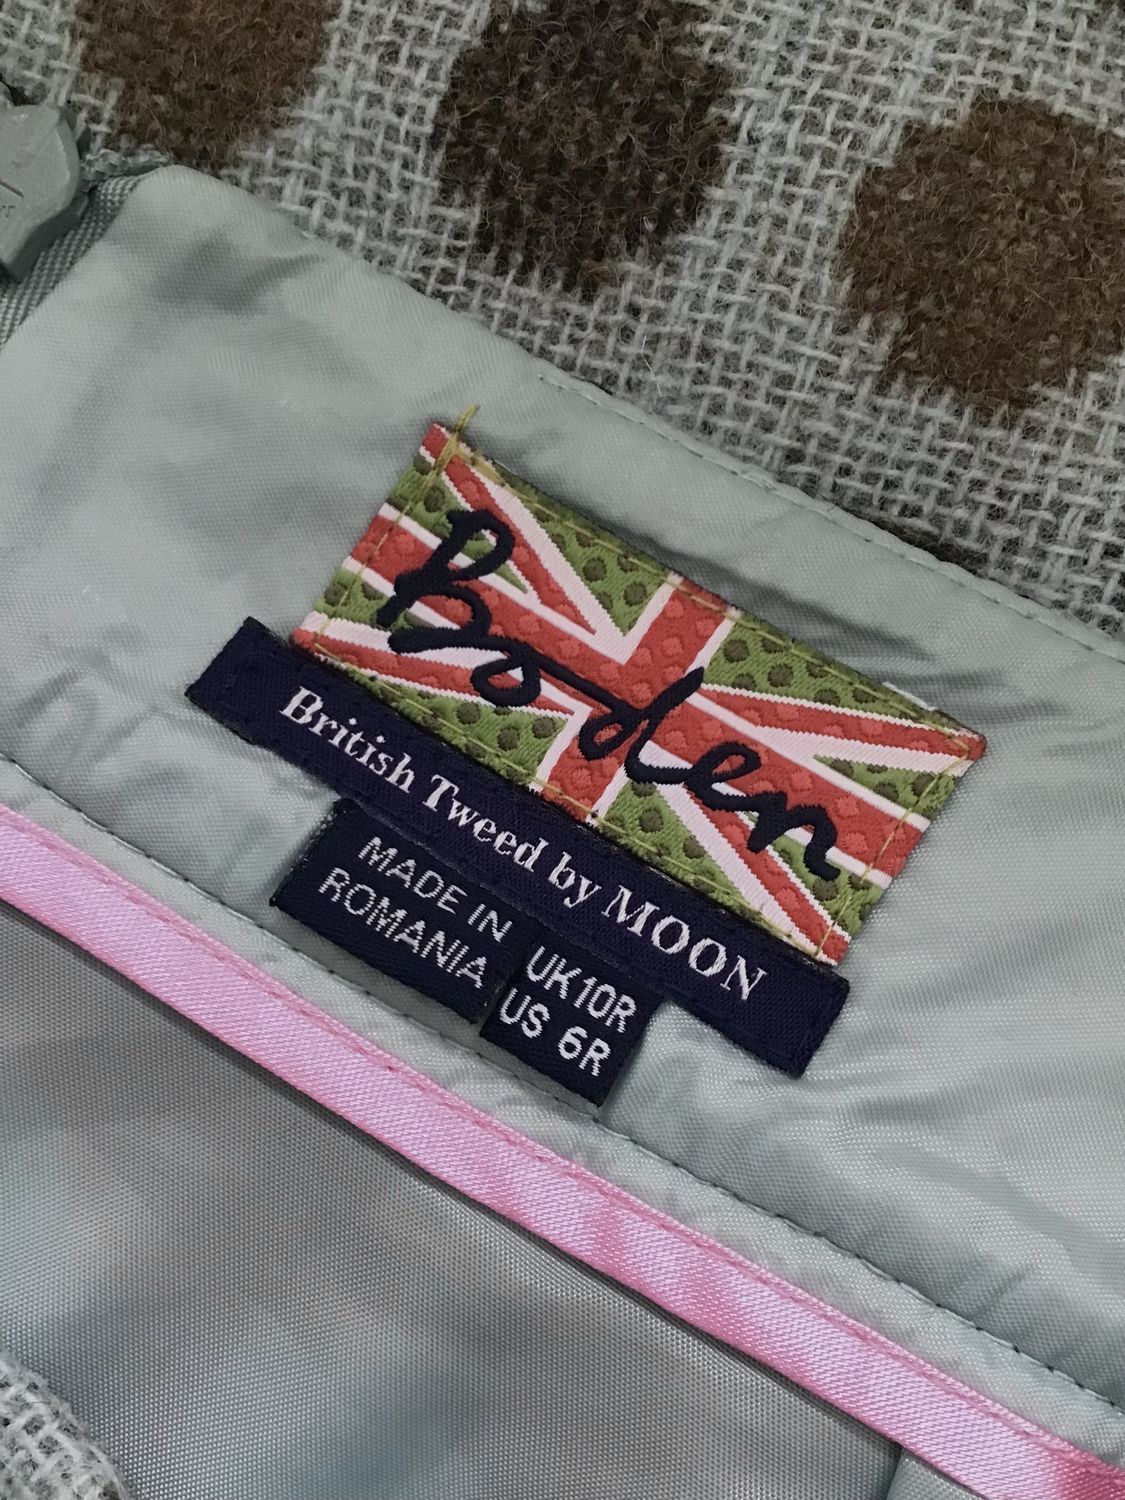 Boden
British Tweed by MOON
MADE IN
ROMANIA
UK10R
US 6R